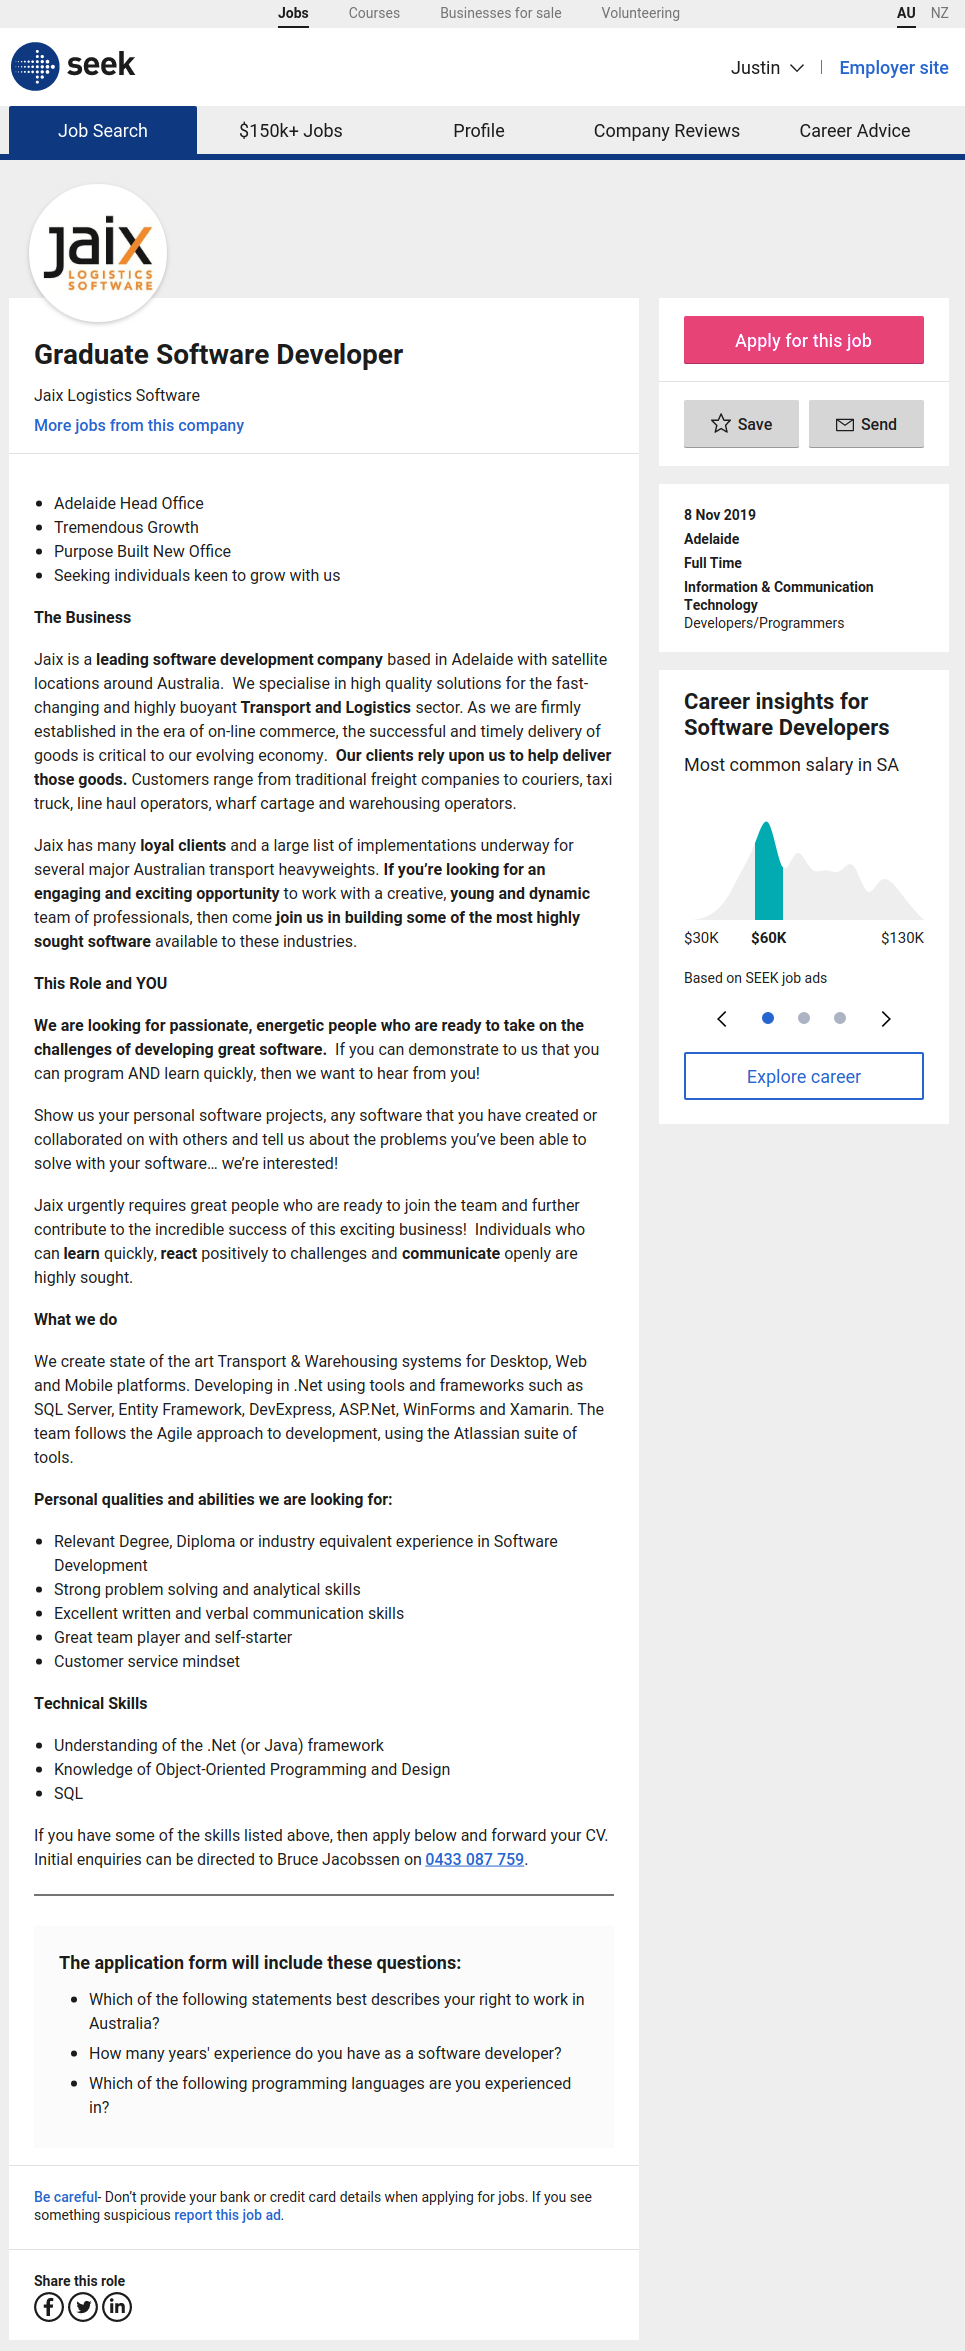 Jobs Courses Businesses for sale Volunteering AU NZ
seek
Justin Employer site
Job Search $150k+ Jobs Profile Company Reviews Career Advice
jaix
LOGISTICS
SOFTWARE
Graduate Software Developer
Jaix Logistics Software
More jobs from this company
• Adelaide Head Office
• Tremendous Growth
• Purpose Built New Office
• Seeking individuals keen to grow with us
The Business
Jaix is a leading software development company based in Adelaide with satellite
locations around Australia.  We specialise in high quality solutions for the fast-
changing and highly buoyant Transport and Logistics sector. As we are firmly
established in the era of on-line commerce, the successful and timely delivery of
goods is critical to our evolving economy.  Our clients rely upon us to help deliver
those goods. Customers range from traditional freight companies to couriers, taxi
truck, line haul operators, wharf cartage and warehousing operators.
Jaix has many loyal clients and a large list of implementations underway for
several major Australian transport heavyweights. If you’re looking for an
engaging and exciting opportunity to work with a creative, young and dynamic
team of professionals, then come join us in building some of the most highly
sought software available to these industries.
This Role and YOU
We are looking for passionate, energetic people who are ready to take on the
challenges of developing great software.  If you can demonstrate to us that you
can program AND learn quickly, then we want to hear from you!
Show us your personal software projects, any software that you have created or
collaborated on with others and tell us about the problems you’ve been able to
solve with your software… we’re interested!
Jaix urgently requires great people who are ready to join the team and further
contribute to the incredible success of this exciting business!  Individuals who
can learn quickly, react positively to challenges and communicate openly are
highly sought.
What we do
We create state of the art Transport & Warehousing systems for Desktop, Web
and Mobile platforms. Developing in .Net using tools and frameworks such as
SQL Server, Entity Framework, DevExpress, ASP.Net, WinForms and Xamarin. The
team follows the Agile approach to development, using the Atlassian suite of
tools.
Personal qualities and abilities we are looking for:
• Relevant Degree, Diploma or industry equivalent experience in Software
Development
• Strong problem solving and analytical skills
• Excellent written and verbal communication skills
• Great team player and self-starter
• Customer service mindset
Technical Skills
• Understanding of the .Net (or Java) framework
• Knowledge of Object-Oriented Programming and Design
• SQL
If you have some of the skills listed above, then apply below and forward your CV.
Initial enquiries can be directed to Bruce Jacobssen on 0433 087 759.
The application form will include these questions:
• Which of the following statements best describes your right to work in
Australia?
• How many years' experience do you have as a software developer?
• Which of the following programming languages are you experienced
in?
Be careful- Don’t provide your bank or credit card details when applying for jobs. If you see
something suspicious report this job ad.
Share this role
Apply for this job
Save Send
8 Nov 2019
Adelaide
Full Time
Information & Communication
Technology
Developers/Programmers
Career insights for
Software Developers
Most common salary in SA
$30K $60K $130K
Based on SEEK job ads
Explore career